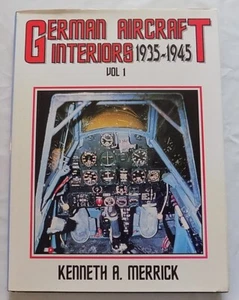 GERMAN AIRCRAFT
INTERIORS 1935-1945
VOL 1
KENNETH A. MERRICK